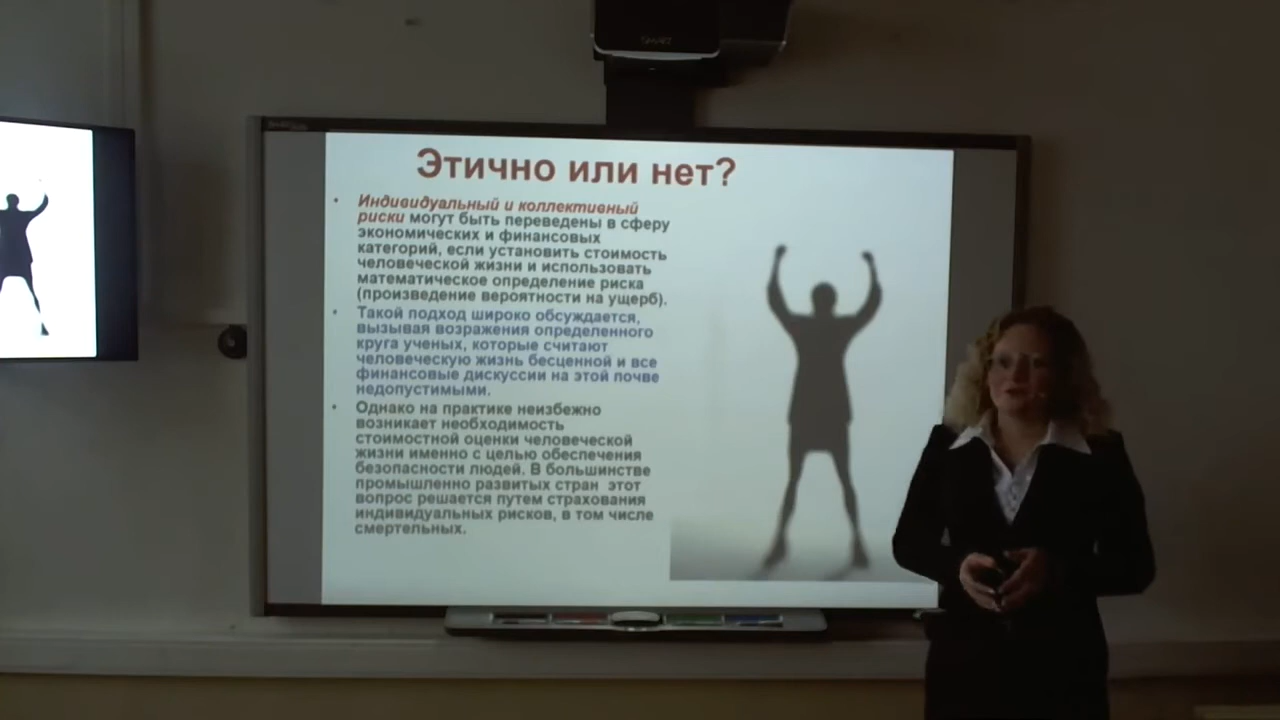 SMART
Этично или нет?
• Индивидуальный и коллективный
риски могут быть переведены в сферу
экономических и финансовых
категорий, если установить стоимость
человеческой жизни и использовать
математическое определение риска
(произведение вероятности на ущерб).
• Такой подход широко обсуждается,
вызывая возражения определенного
круга ученых, которые считают
человеческую жизнь бесценной и все
финансовые дискуссии на этой почве
недопустимыми.
• Однако на практике неизбежно
возникает необходимость
стоимостной оценки человеческой
жизни именно с целью обеспечения
безопасности людей. В большинстве
промышленно развитых стран этот
вопрос решается путем страхования
индивидуальных рисков, в том числе
смертельных.